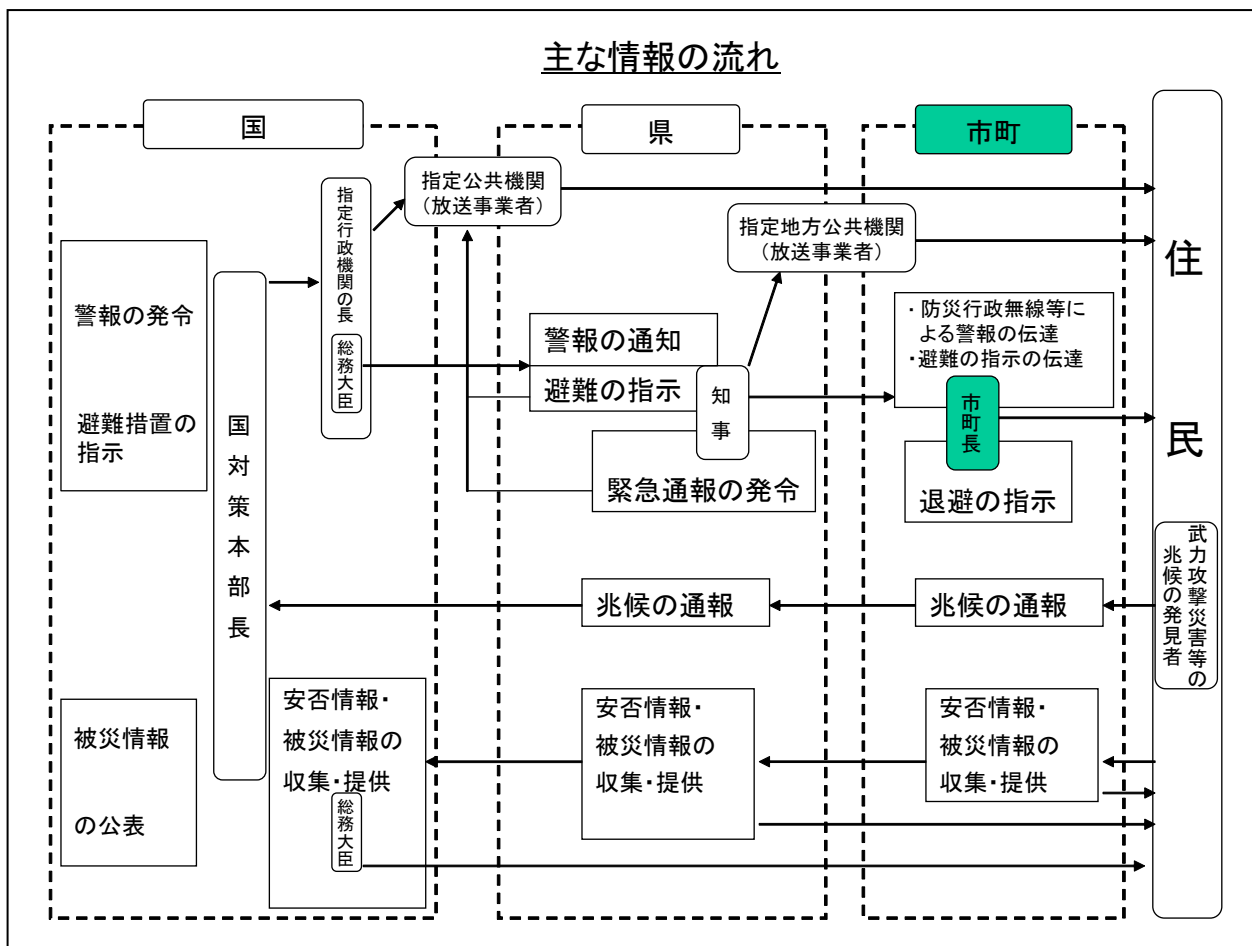 主な情報の流れ
国
県
市町
指定公共機関
（放送事業者）
指定地方公共機関
（放送事業者）
指定行政機関の長
総務大臣
警報の発令
避難措置の
指示
国対策本部長
警報の通知
避難の指示
知事
緊急通報の発令
・防災行政無線等に
よる警報の伝達
・避難の指示の伝達
市町長
退避の指示
住民
兆候の通報
兆候の通報
武力攻撃災害等の
兆候の発見者
被災情報
の公表
安否情報・
被災情報の
収集・提供
総務大臣
安否情報・
被災情報の
収集・提供
安否情報・
被災情報の
収集・提供